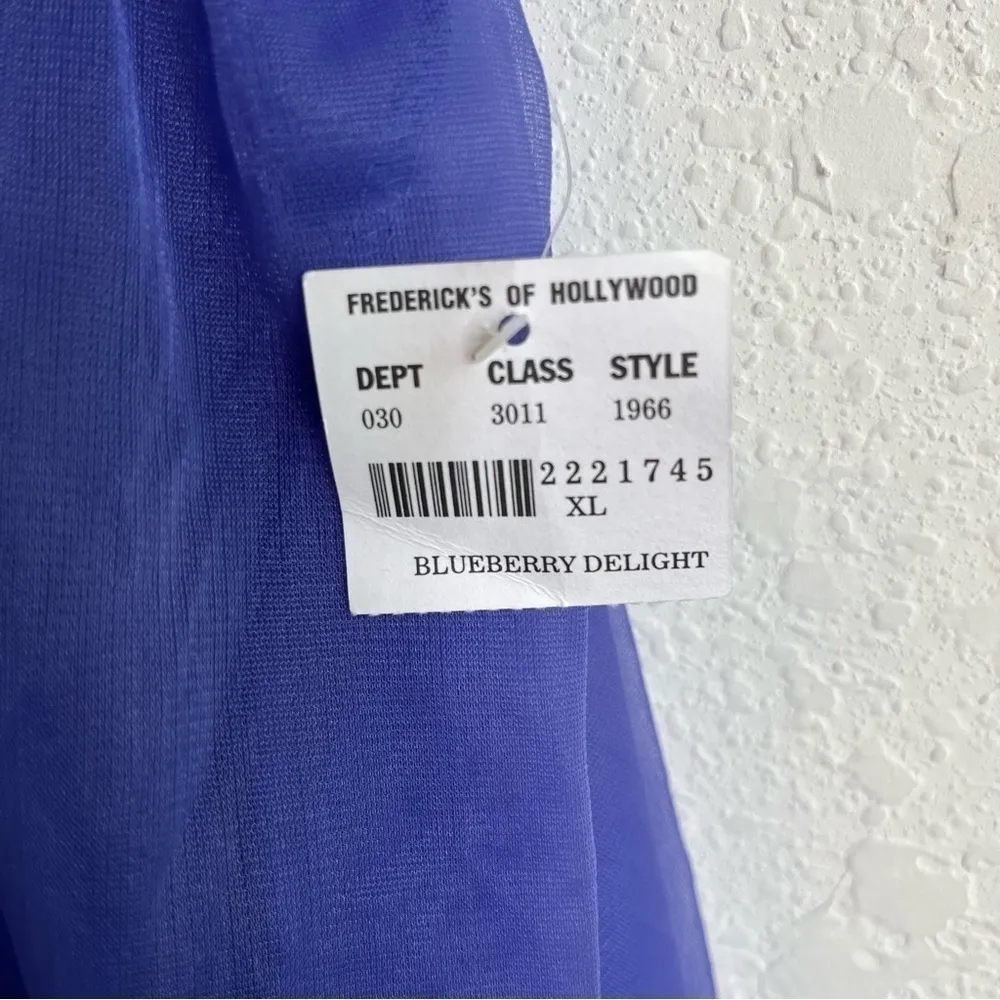 FREDERICK'S OF HOLLYWOOD
DEPT CLASS STYLE
030 3011 1966
2221745
XL
BLUEBERRY DELIGHT